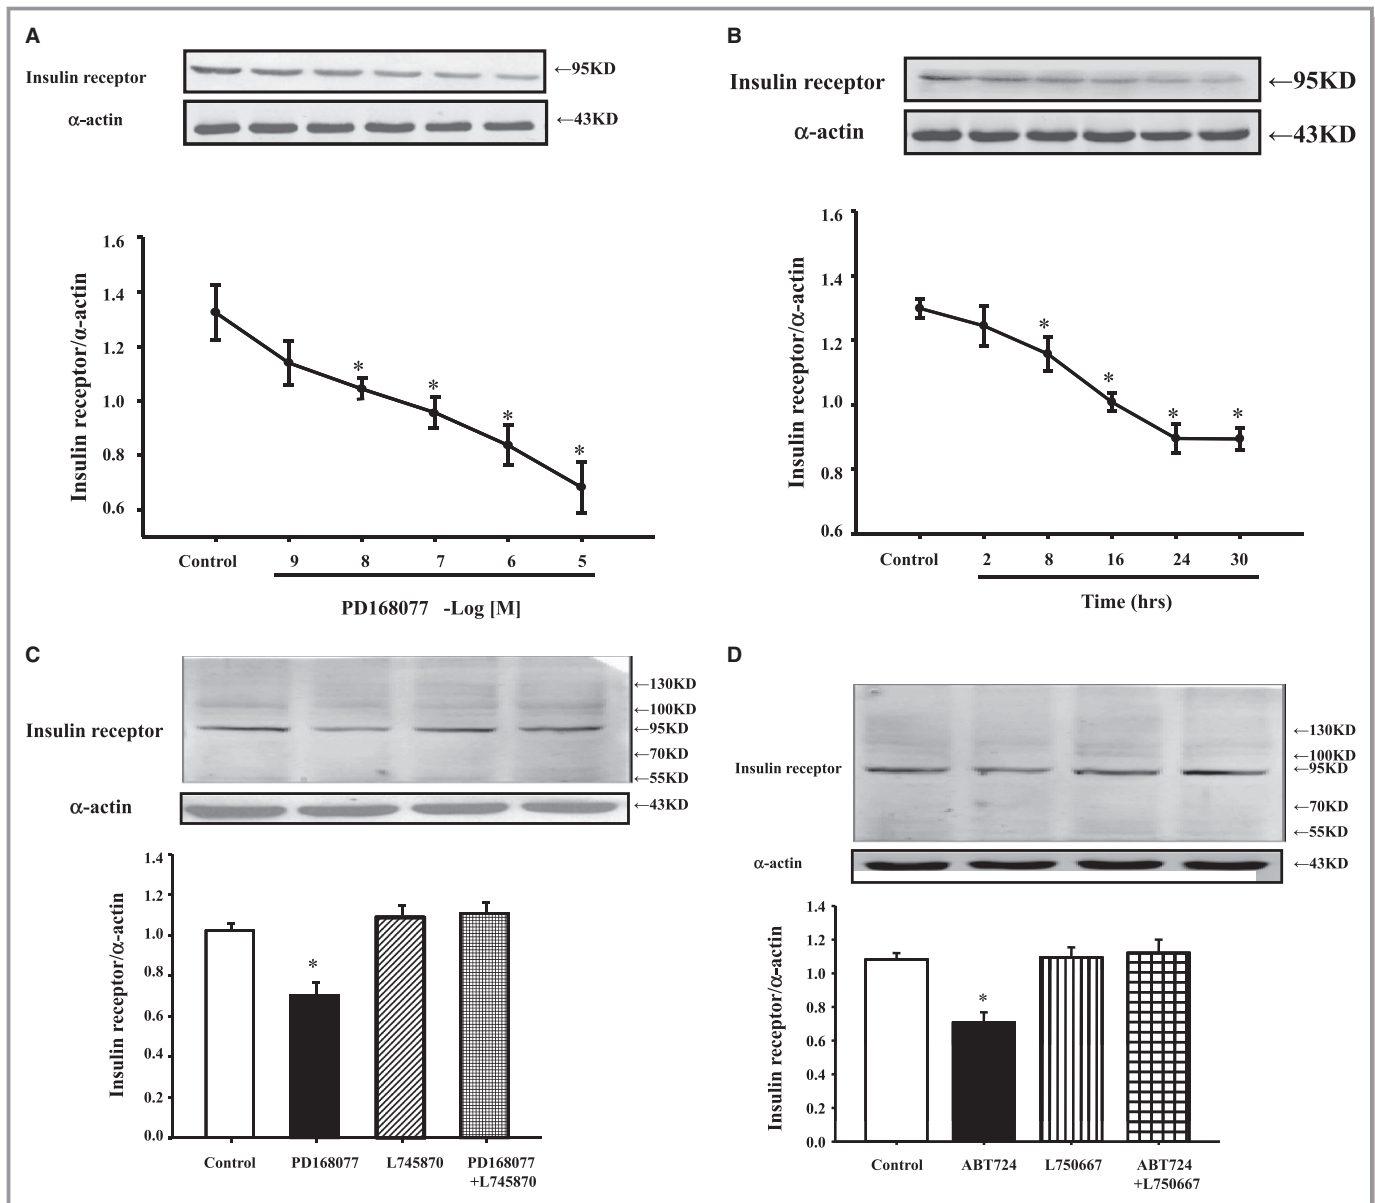 A
Insulin receptor
←95KD
α-actin
←43KD
Insulin receptor/α-actin
1.6
1.4
1.2
1.0
0.8
0.6
*
*
*
*
Control 9 8 7 6 5
PD168077 -Log [M]
B
Insulin receptor
←95KD
α-actin
←43KD
Insulin receptor/α-actin
1.6
1.4
1.2
1.0
0.8
0.6
*
*
*
*
Control 2 8 16 24 30
Time (hrs)
C
Insulin receptor
←130KD
←100KD
←95KD
←70KD
←55KD
α-actin
←43KD
Insulin receptor/α-actin
1.4
1.2
1.0
0.8
0.6
0.4
0.2
0.0
*
Control PD168077 L745870 PD168077
+L745870
D
Insulin receptor
←130KD
←100KD
←95KD
←70KD
←55KD
α-actin
←43KD
Insulin receptor/α-actin
1.4
1.2
1.0
0.8
0.6
0.4
0.2
0.0
*
Control ABT724 L750667 ABT724
+L750667